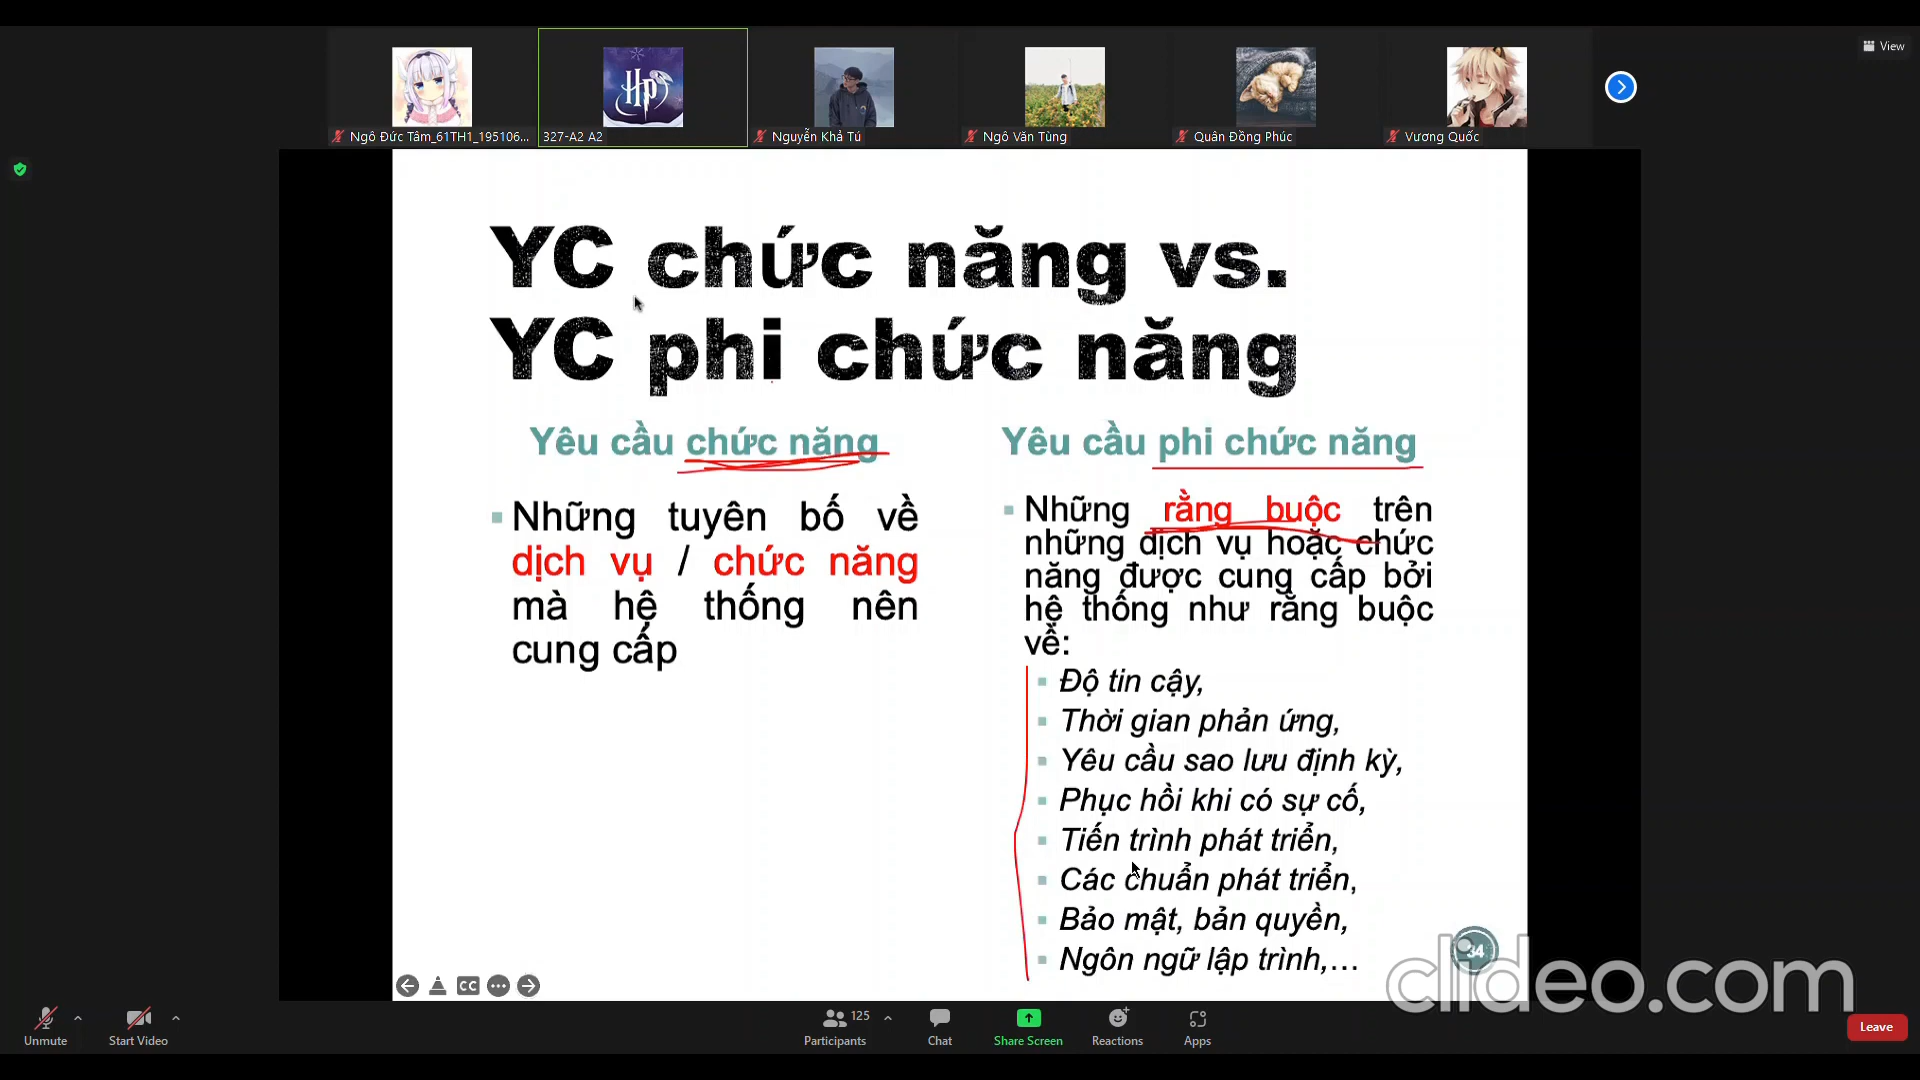 View
Ngô Đức Tâm_61TH1_195106...
327-A2 A2
Nguyễn Khả Tú
Ngô Văn Tùng
Quân Đồng Phúc
Vương Quốc
HP
YC chức năng vs.
YC phi chức năng
Yêu cầu chức năng
Những tuyên bố về
dịch vụ / chức năng
mà hệ thống nên
cung cấp
Yêu cầu phi chức năng
Những rằng buộc trên
những dịch vụ hoặc chức
năng được cung cấp bởi
hệ thống như rằng buộc
về:
Độ tin cậy,
Thời gian phản ứng,
Yêu cầu sao lưu định kỳ,
Phục hồi khi có sự cố,
Tiến trình phát triển,
Các chuẩn phát triển,
Bảo mật, bản quyền,
Ngôn ngữ lập trình,...
34
clideo.com
CC
Unmute
Start Video
Participants
125
Chat
Share Screen
Reactions
Apps
Leave